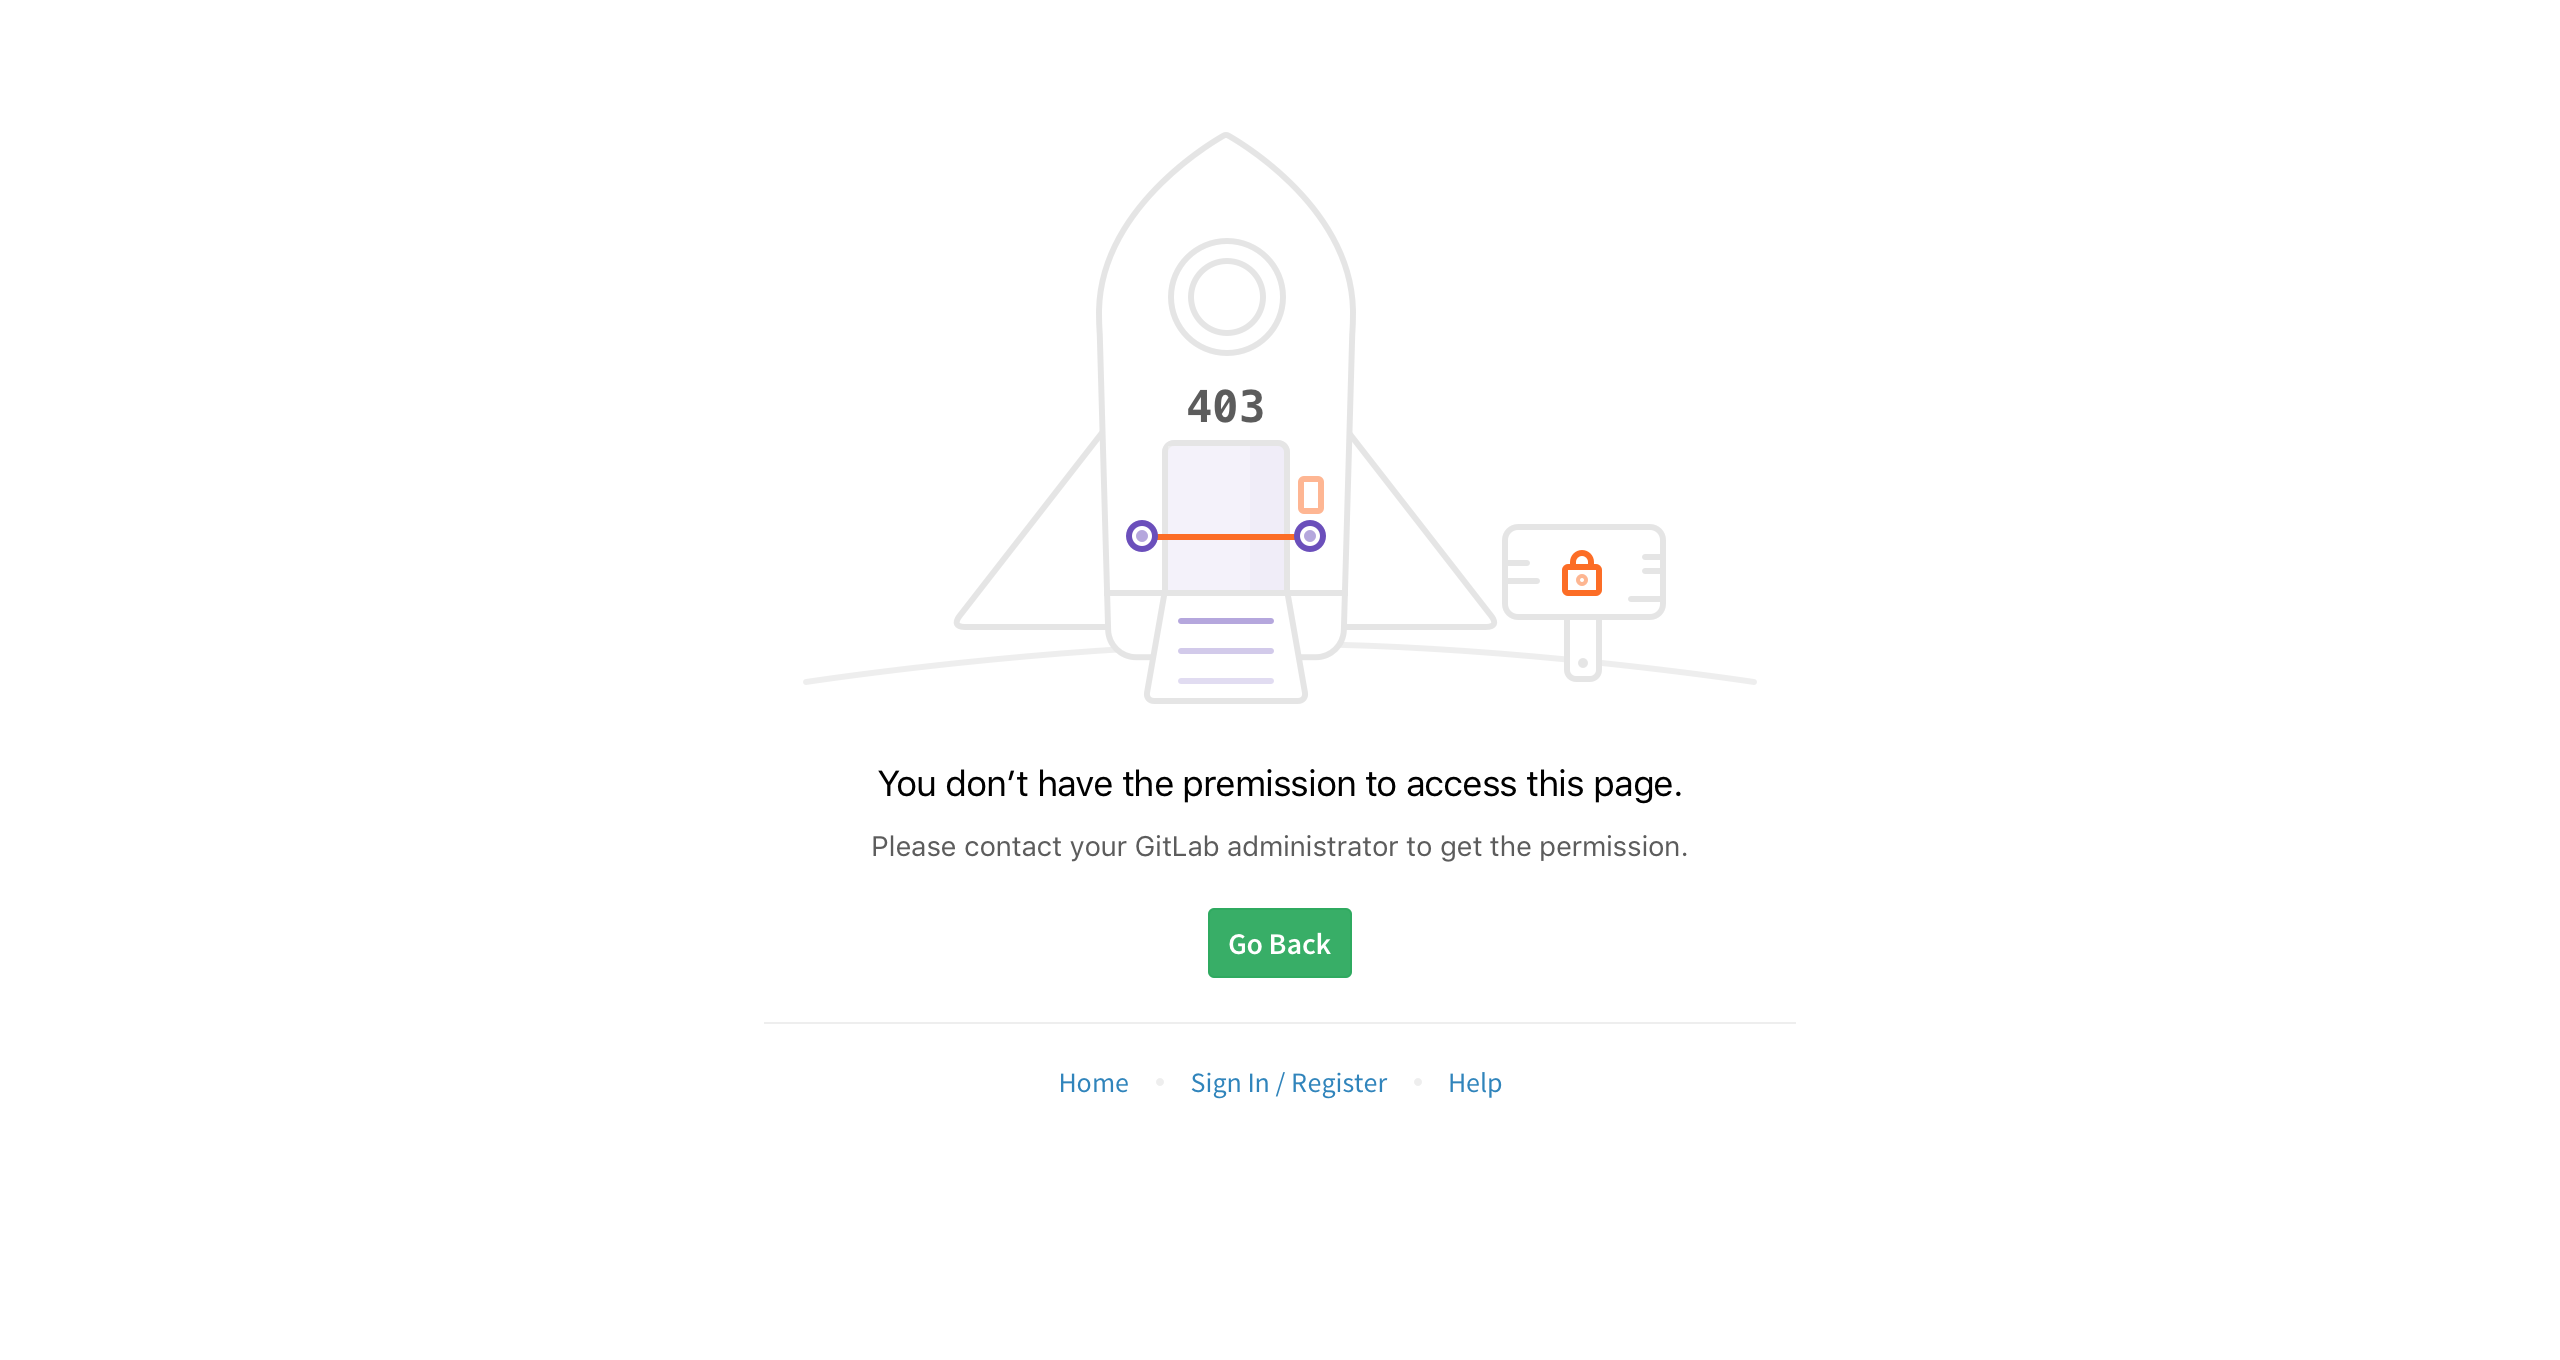 403
You don’t have the premission to access this page.
Please contact your GitLab administrator to get the permission.
Go Back
Home • Sign In / Register • Help